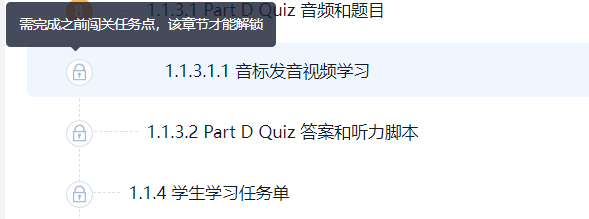 1.1.3.1 Part D Quiz 音频和题目
需完成之前闯关任务点，该章节才能解锁
1.1.3.1.1 音标发音视频学习
1.1.3.2 Part D Quiz 答案和听力脚本
1.1.4 学生学习任务单